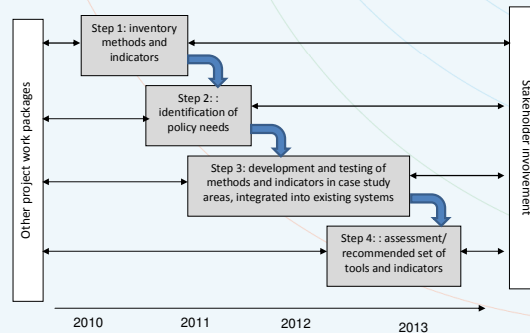 Step 1: inventory
methods and
indicators
Step 2: :
identification of
policy needs
Step 3: development and testing of
methods and indicators in case study
areas, integrated into existing systems
Step 4: : assessment/
recommended set of
tools and indicators
Other project work packages
Stakeholder involvement
2010
2011
2012
2013